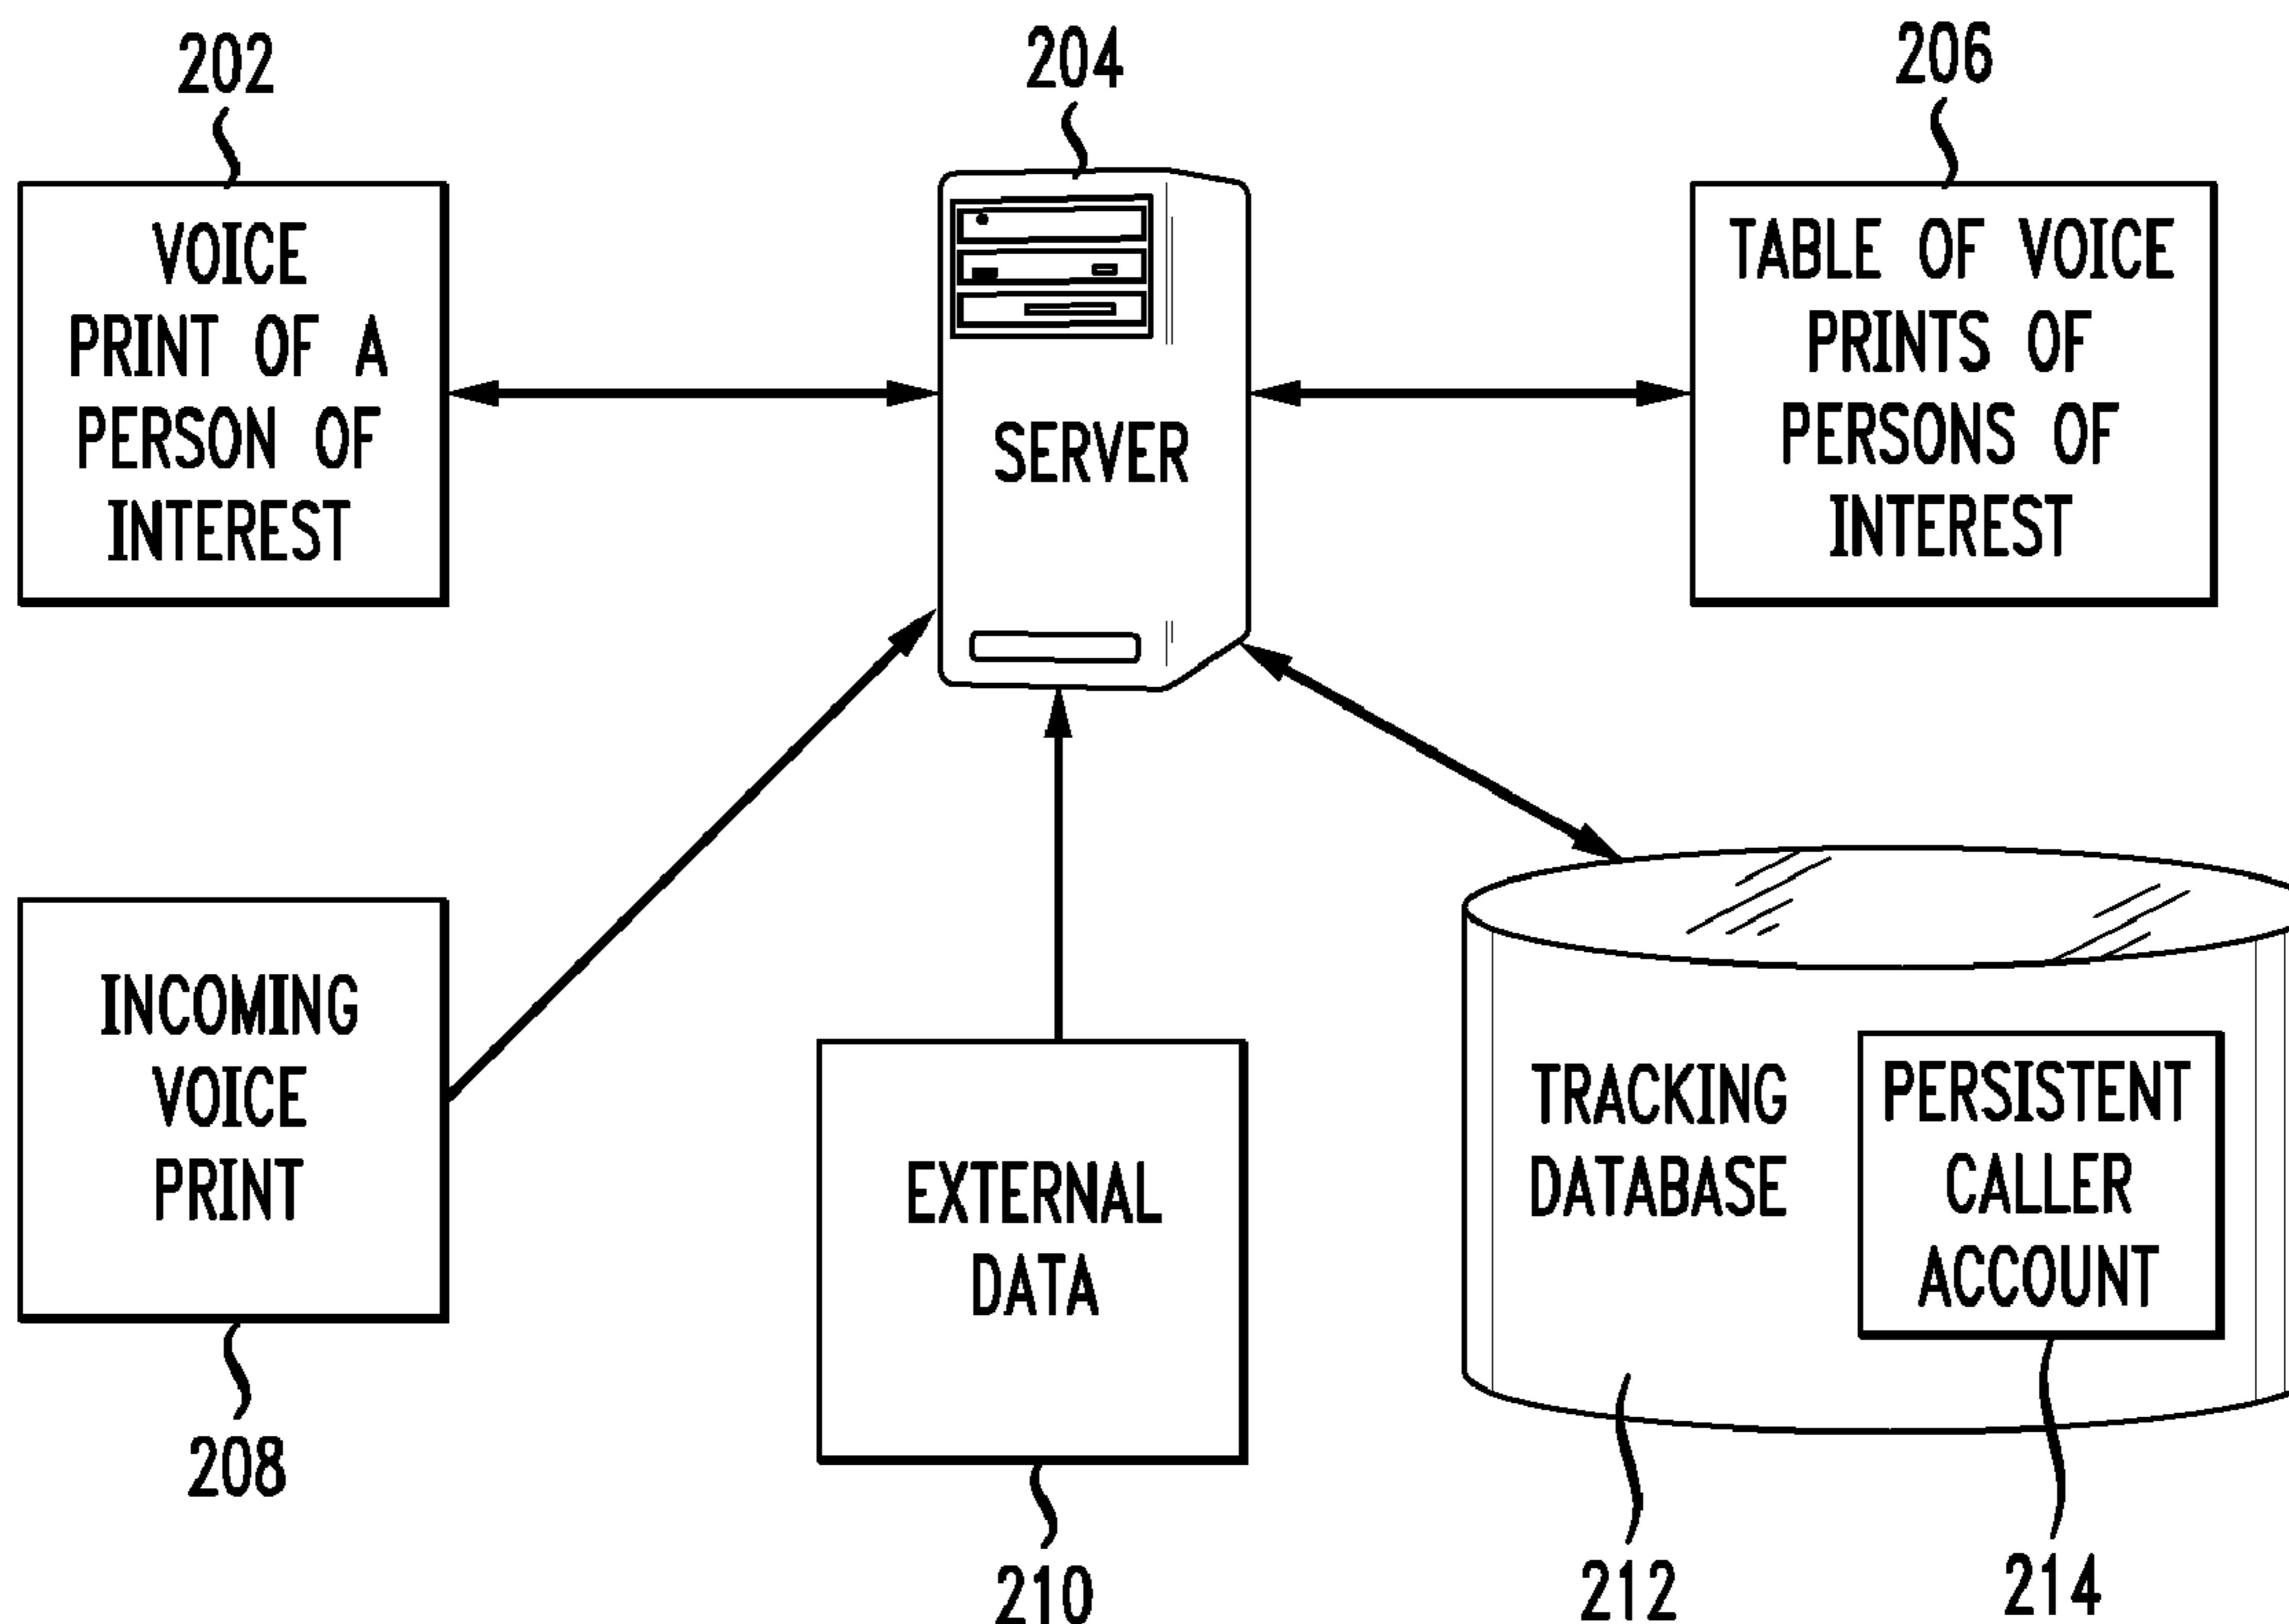 202
204
206
VOICE
PRINT OF A
PERSON OF
INTEREST
SERVER
TABLE OF VOICE
PRINTS OF
PERSONS OF
INTEREST
INCOMING
VOICE
PRINT
208
EXTERNAL
DATA
210
TRACKING
DATABASE
212
PERSISTENT
CALLER
ACCOUNT
214